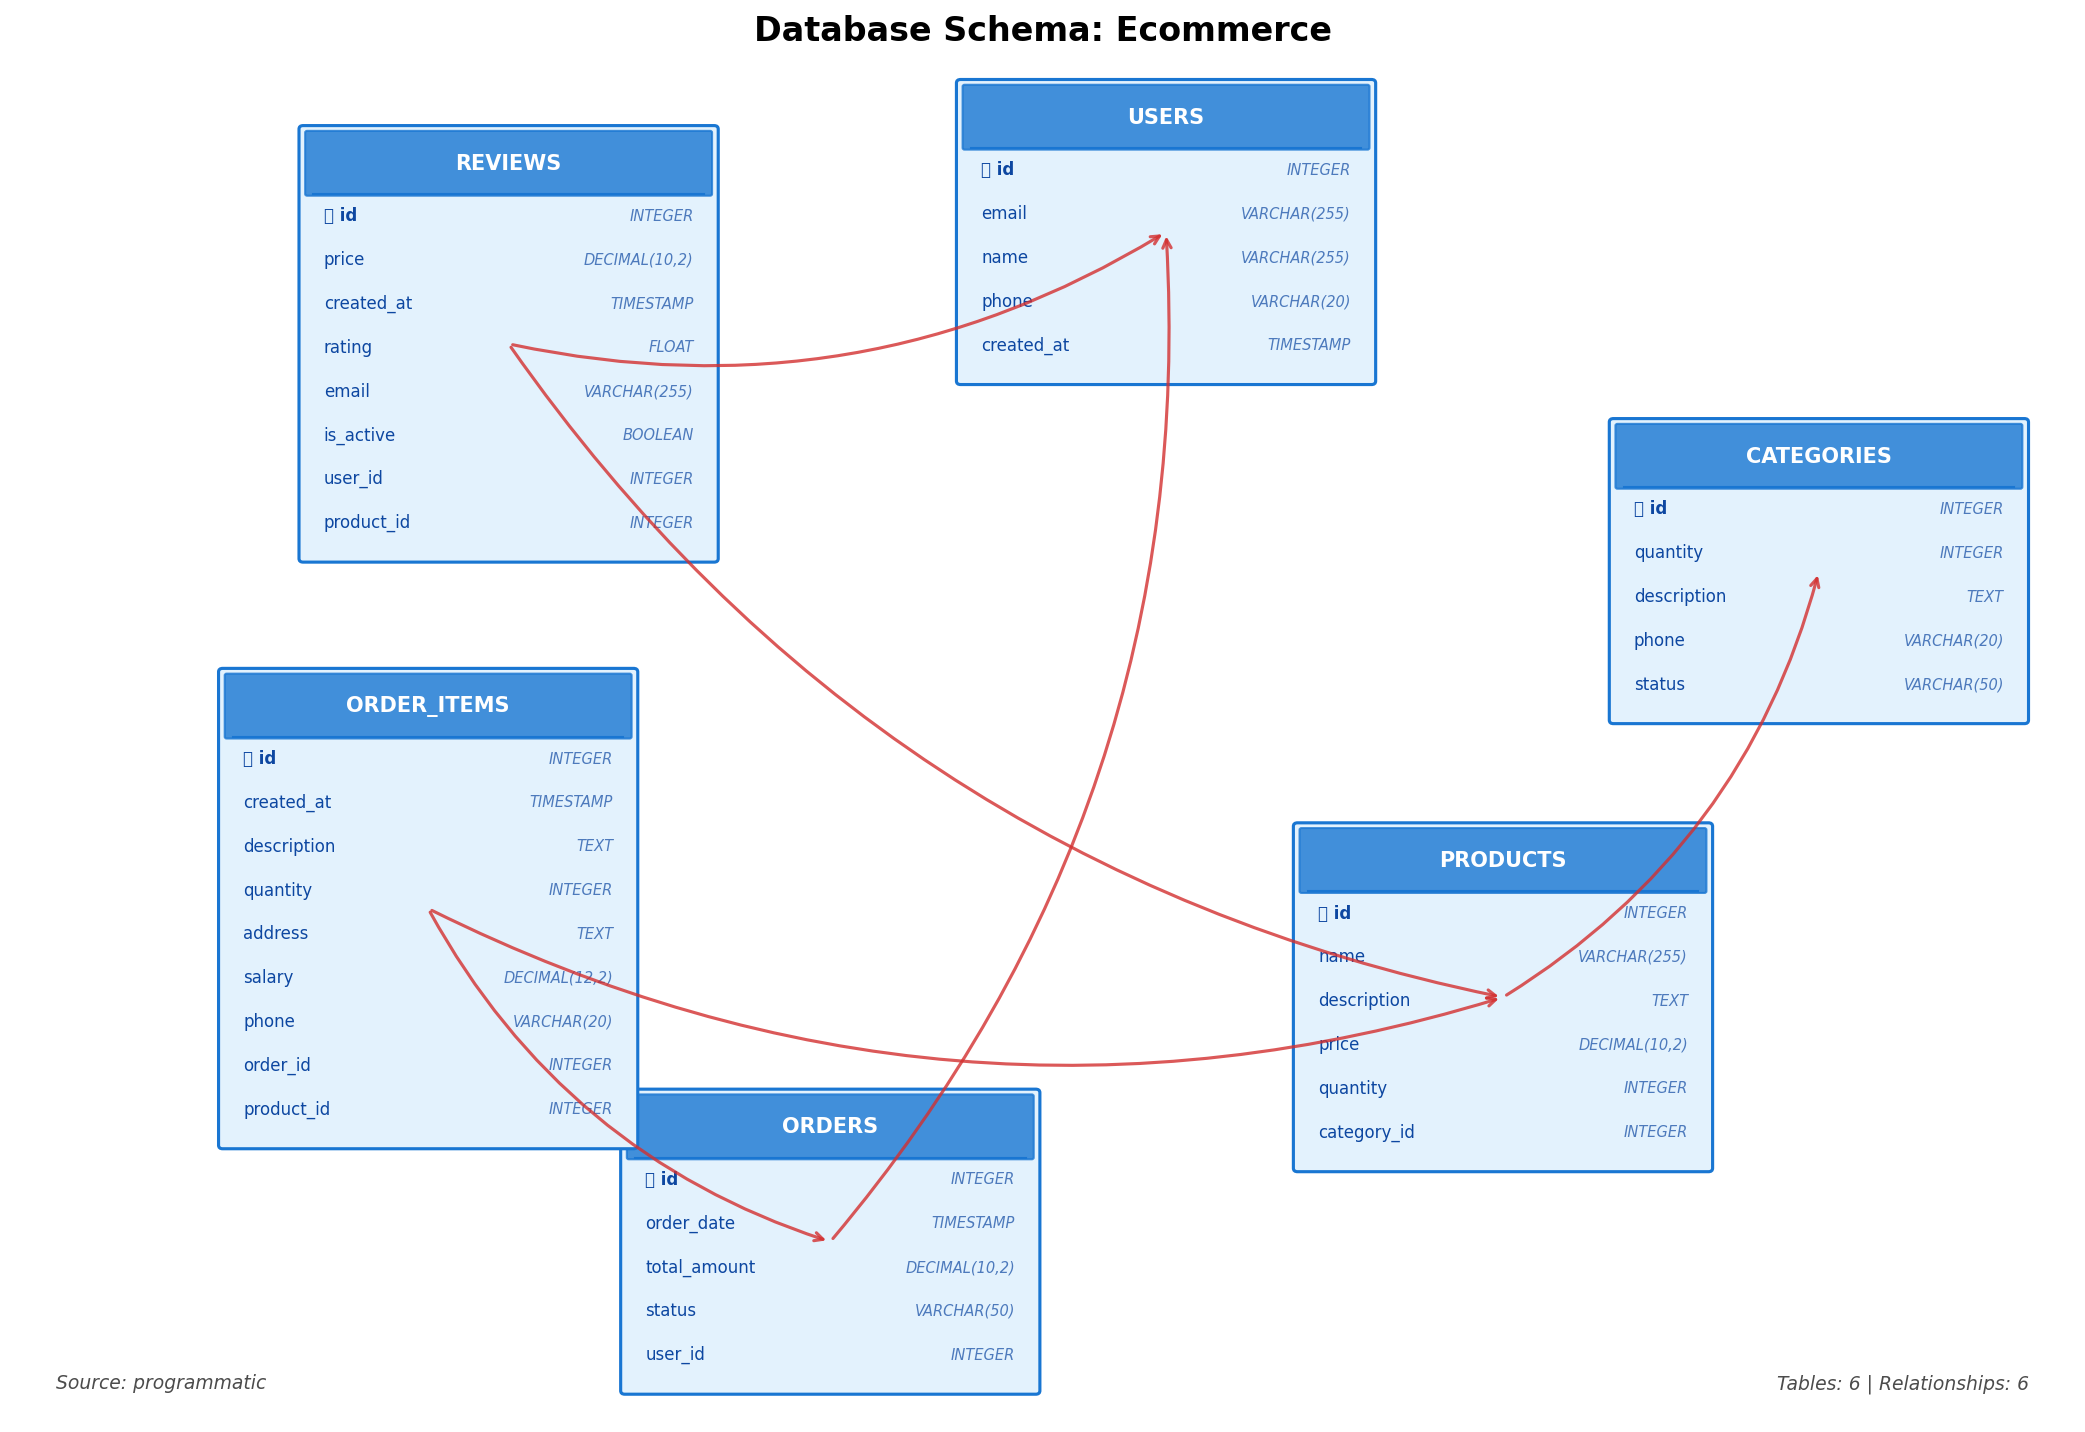 Database Schema: Ecommerce
USERS
id INTEGER
email VARCHAR(255)
name VARCHAR(255)
phone VARCHAR(20)
created_at TIMESTAMP
REVIEWS
id INTEGER
price DECIMAL(10,2)
created_at TIMESTAMP
rating FLOAT
email VARCHAR(255)
is_active BOOLEAN
user_id INTEGER
product_id INTEGER
CATEGORIES
id INTEGER
quantity INTEGER
description TEXT
phone VARCHAR(20)
status VARCHAR(50)
ORDER_ITEMS
id INTEGER
created_at TIMESTAMP
description TEXT
quantity INTEGER
address TEXT
salary DECIMAL(12,2)
phone VARCHAR(20)
order_id INTEGER
product_id INTEGER
PRODUCTS
id INTEGER
name VARCHAR(255)
description TEXT
price DECIMAL(10,2)
quantity INTEGER
category_id INTEGER
ORDERS
id INTEGER
order_date TIMESTAMP
total_amount DECIMAL(10,2)
status VARCHAR(50)
user_id INTEGER
Source: programmatic
Tables: 6 | Relationships: 6